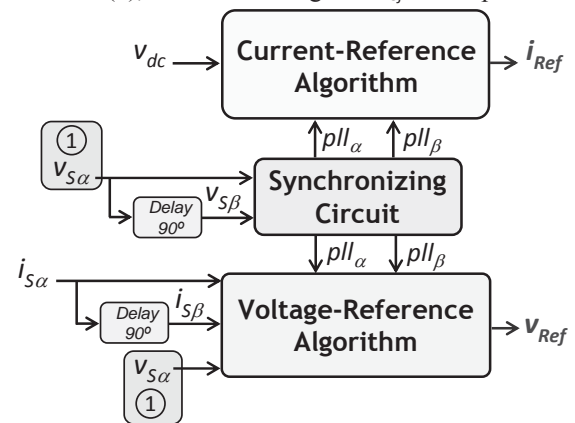 v_dc
Current-Reference
Algorithm
i_Ref
pll_α
pll_β
1
v_Sα
Delay
90º
v_Sβ
Synchronizing
Circuit
pll_α
pll_β
i_Sα
Delay
90º
i_Sβ
Voltage-Reference
Algorithm
v_Ref
v_Sα
1